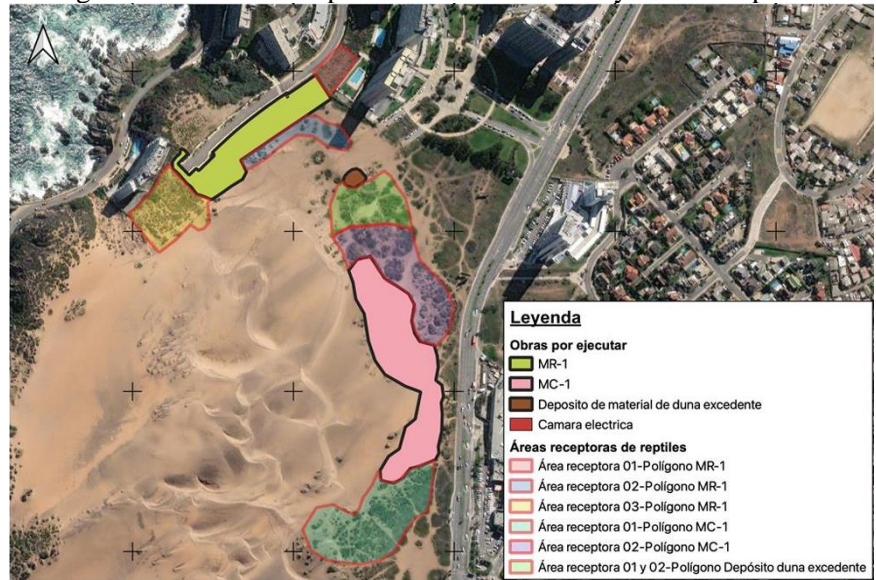 Leyenda
Obras por ejecutar
MR-1
MC-1
Deposito de material de duna excedente
Camara electrica
Áreas receptoras de reptiles
Área receptora 01-Polígono MR-1
Área receptora 02-Polígono MR-1
Área receptora 03-Polígono MR-1
Área receptora 01-Polígono MC-1
Área receptora 02-Polígono MC-1
Área receptora 01 y 02-Polígono Depósito duna excedente